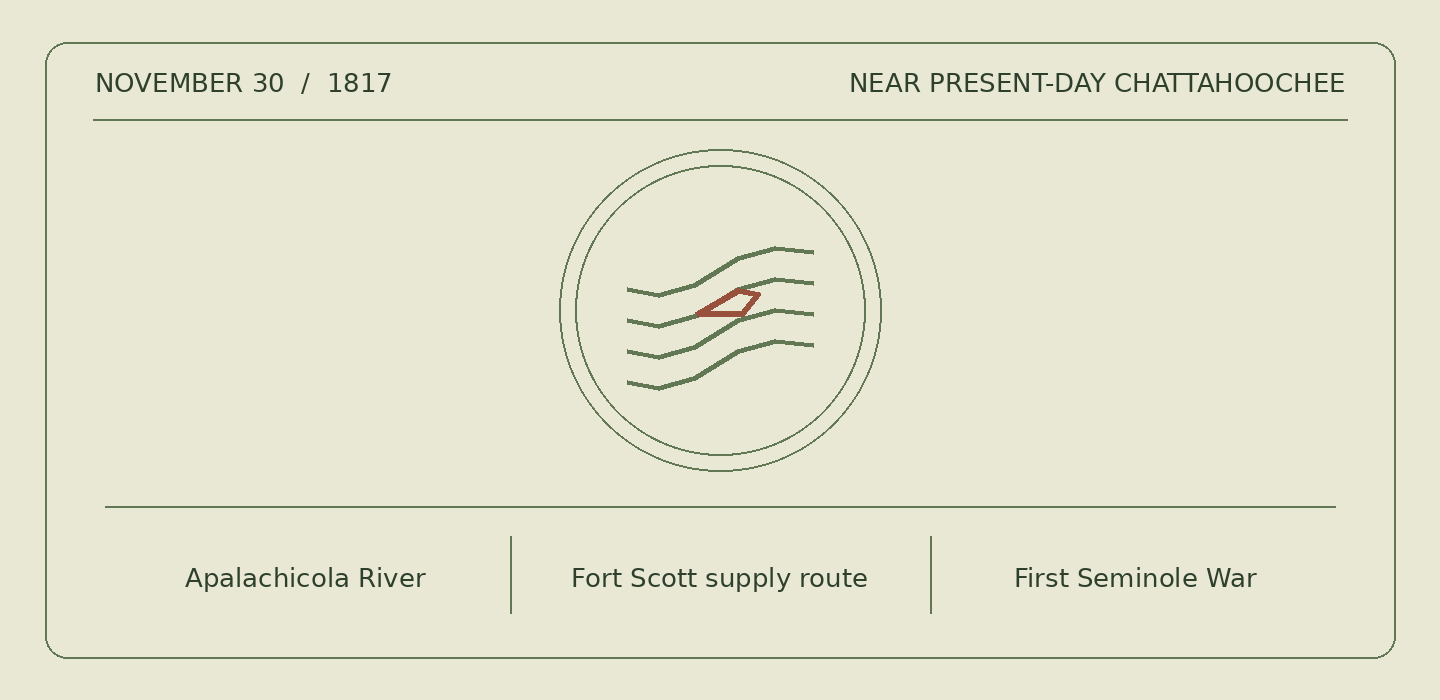 NOVEMBER 30 / 1817
NEAR PRESENT-DAY CHATTAHOOCHEE
Apalachicola River
Fort Scott supply route
First Seminole War